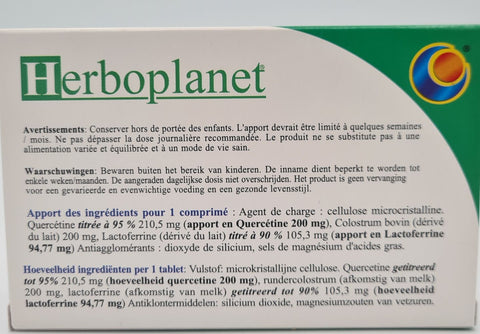 Herboplanet®
Avertissements: Conserver hors de portée des enfants. L'apport devrait être limité à quelques semaines
/ mois. Ne pas dépasser la dose journalière recommandée. Le produit ne se substitute pas à une
alimentation variée et équilibrée et à un mode de vie sain.
Waarschuwingen: Bewaren buiten het bereik van kinderen. De inname dient beperkt te worden tot
enkele weken/maanden. De aangeraden dagelijkse dosis niet overschrijden. Het product is geen vervanging
voor een gevarieerde en evenwichtige voeding en een gezonde levensstijl.
Apport des ingrédients pour 1 comprimé : Agent de charge : cellulose microcristalline.
Quercétine titrée à 95 % 210,5 mg (apport en Quercétine 200 mg), Colostrum bovin (dérivé
du lait) 200 mg, Lactoferrine (dérivé du lait) titré à 90 % 105,3 mg (apport en Lactoferrine
94,77 mg) Antiagglomérants : dioxyde de silicium, sels de magnésium d'acides gras.
Hoeveelheid ingrediënten per 1 tablet: Vulstof: microkristallijne cellulose. Quercetine getitreerd
tot 95% 210,5 mg (hoeveelheid quercetine 200 mg), rundercolostrum (afkomstig van melk)
200 mg, lactoferrine (afkomstig van melk) getitreerd tot 90% 105,3 mg (hoeveelheid
lactoferrine 94,77 mg) Antiklontermiddelen: silicium dioxide, magnesiumzouten van vetzuren.